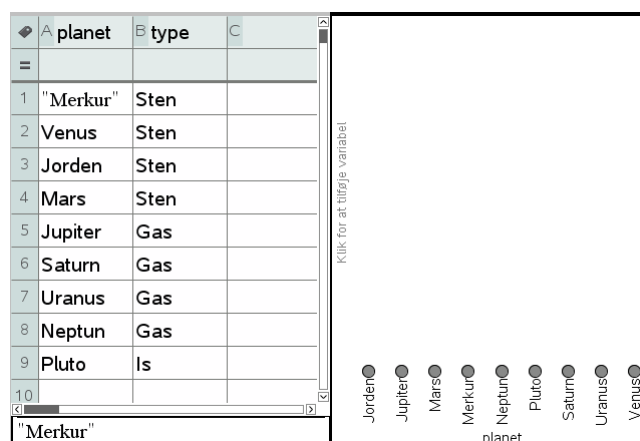 A planet B type C
=
1 "Merkur" Sten
2 Venus Sten
3 Jorden Sten
4 Mars Sten
5 Jupiter Gas
6 Saturn Gas
7 Uranus Gas
8 Neptun Gas
9 Pluto Is
10
"Merkur"
Klik for at tilføje variabel
Jorden Jupiter Mars Merkur Neptun Pluto Saturn Uranus Venus
planet